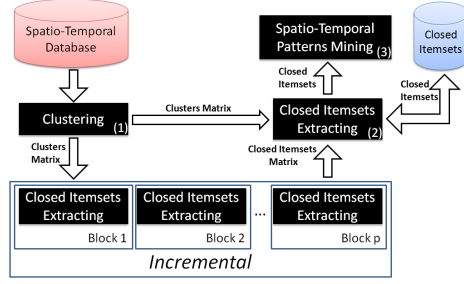 Spatio-Temporal
Database
Spatio-Temporal
Patterns Mining (3)
Closed
Itemsets
Closed
Itemsets
Closed
Itemsets
Clustering (1)
Clusters Matrix
Closed Itemsets
Extracting (2)
Clusters
Matrix
Closed Itemsets
Matrix
Closed Itemsets
Extracting
Block 1
Closed Itemsets
Extracting
Block 2
...
Closed Itemsets
Extracting
Block p
Incremental